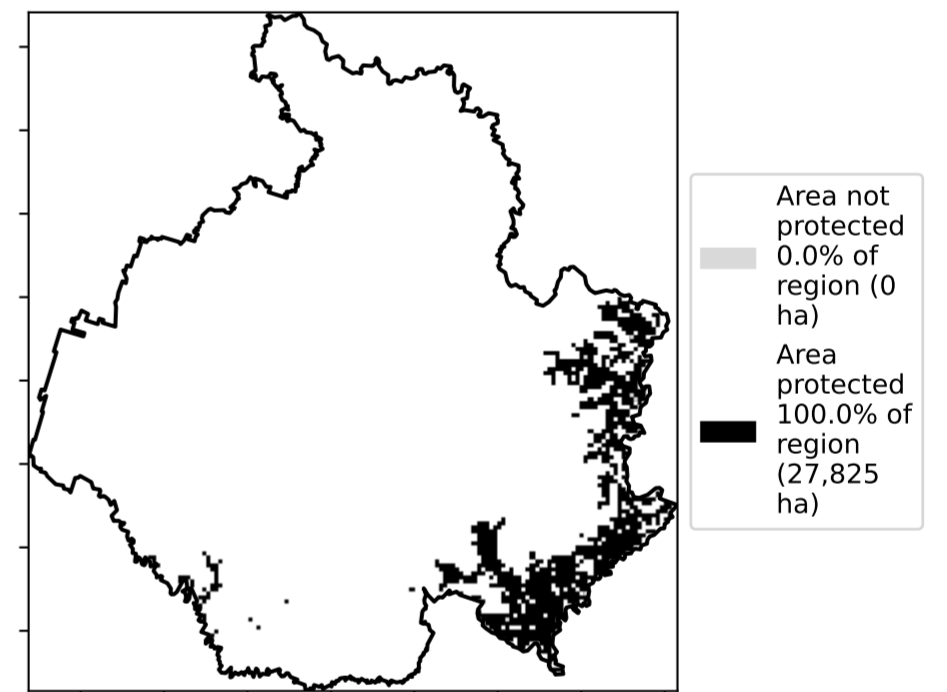 Area not
protected
0.0% of
region (0
ha)
Area
protected
100.0% of
region
(27,825
ha)